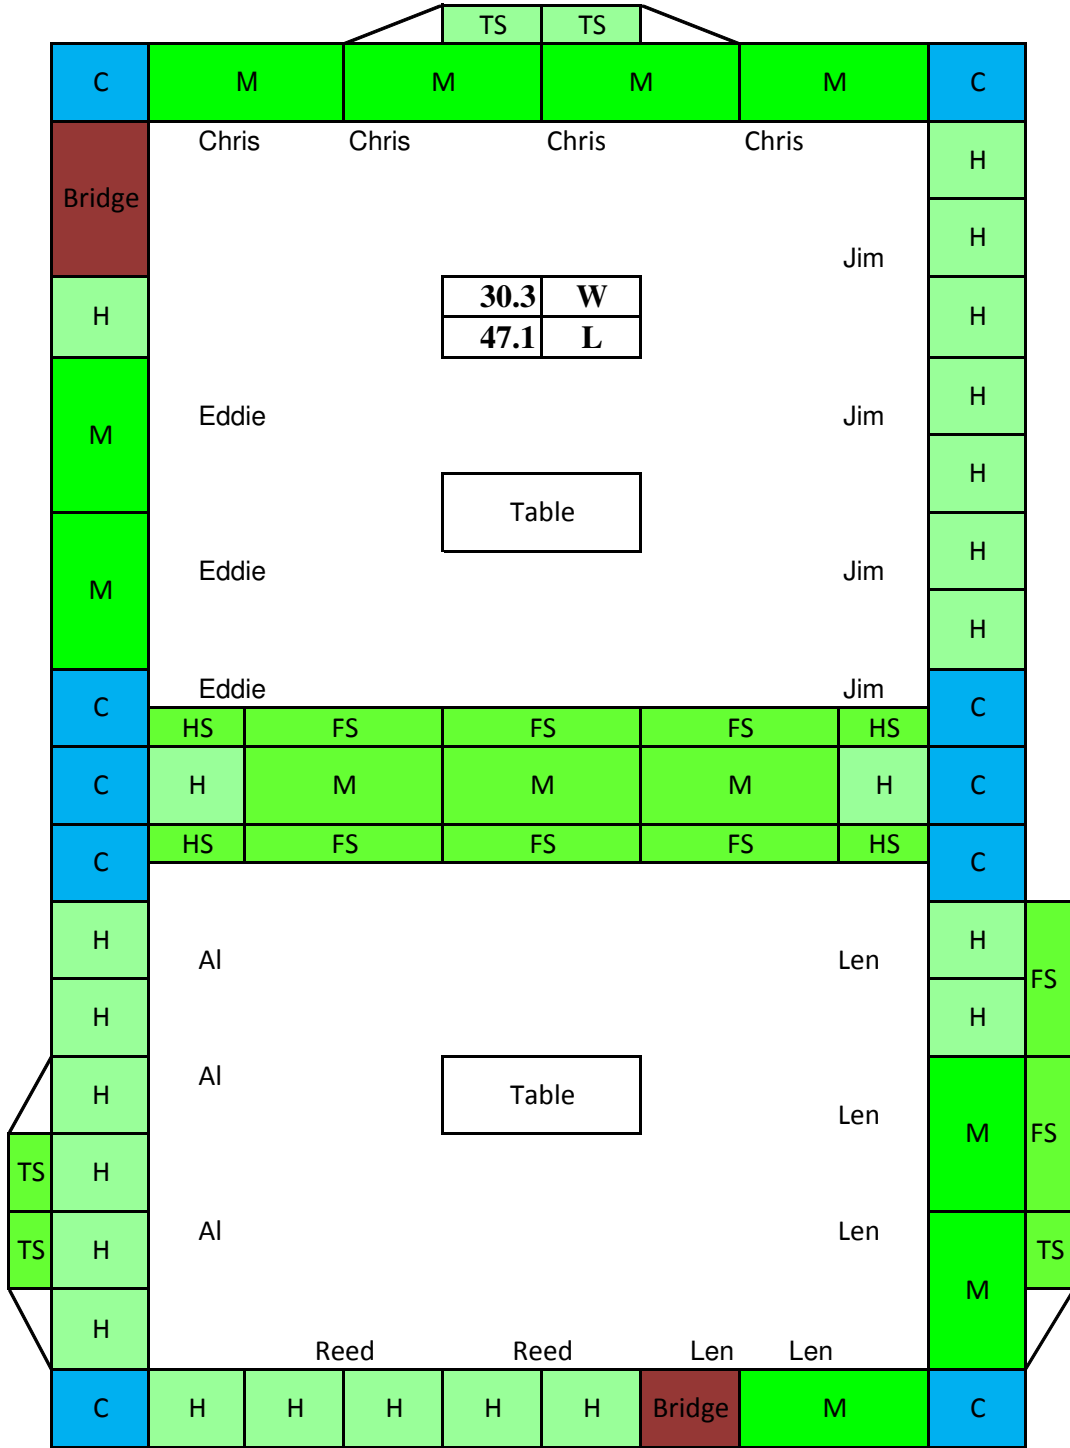 TS TS
C M M M M C
Chris Chris Chris Chris H
Bridge
H
Jim
H 30.3 W H
47.1 L
Eddie Jim H
M
H
Table
H
Eddie Jim
M
H
Eddie Jim
C C
HS FS FS FS HS
C H M M M H C
HS FS FS FS HS
C C
H H
Al Len
FS
H H
Al
H Table
Len
TS H M FS
Al Len
TS H TS
M
H
Reed Reed Len Len
C H H H H H Bridge M C